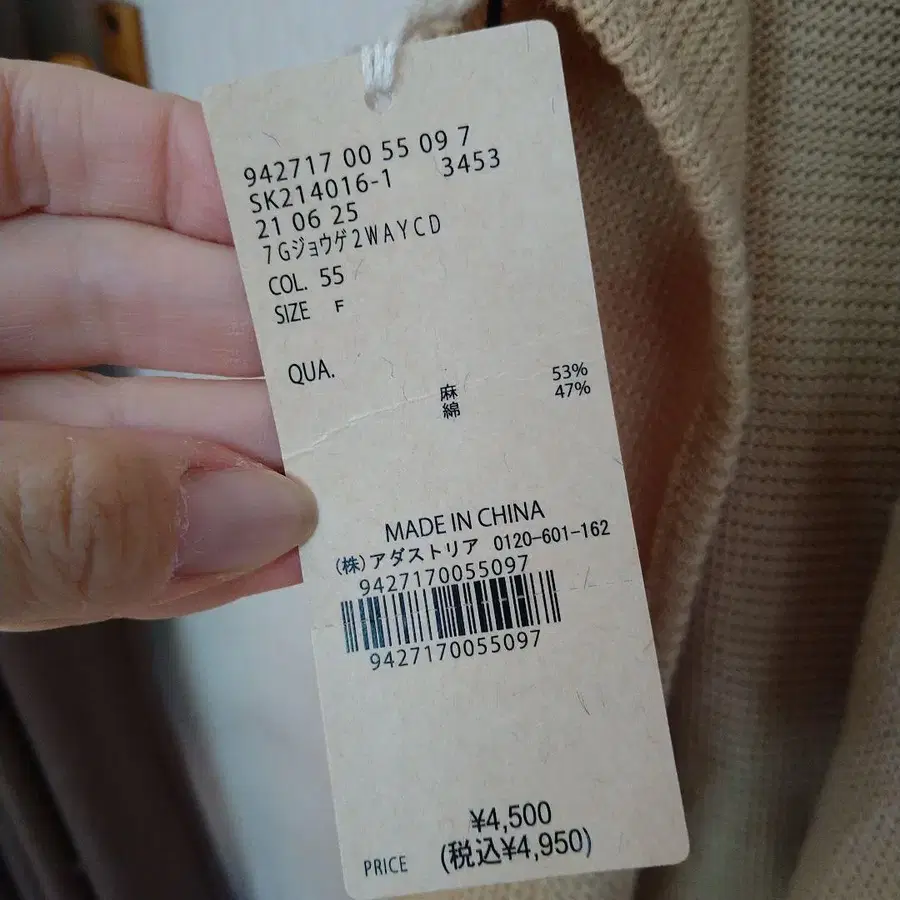 942717 00 55 09 7
SK214016-1 3453
21 06 25
7Gジョウゲ2WAYCD
COL. 55
SIZE F
QUA.
麻 53%
綿 47%
MADE IN CHINA
(株)アダストリア 0120-601-162
9427170055097
9427170055097
¥4,500
PRICE (税込¥4,950)